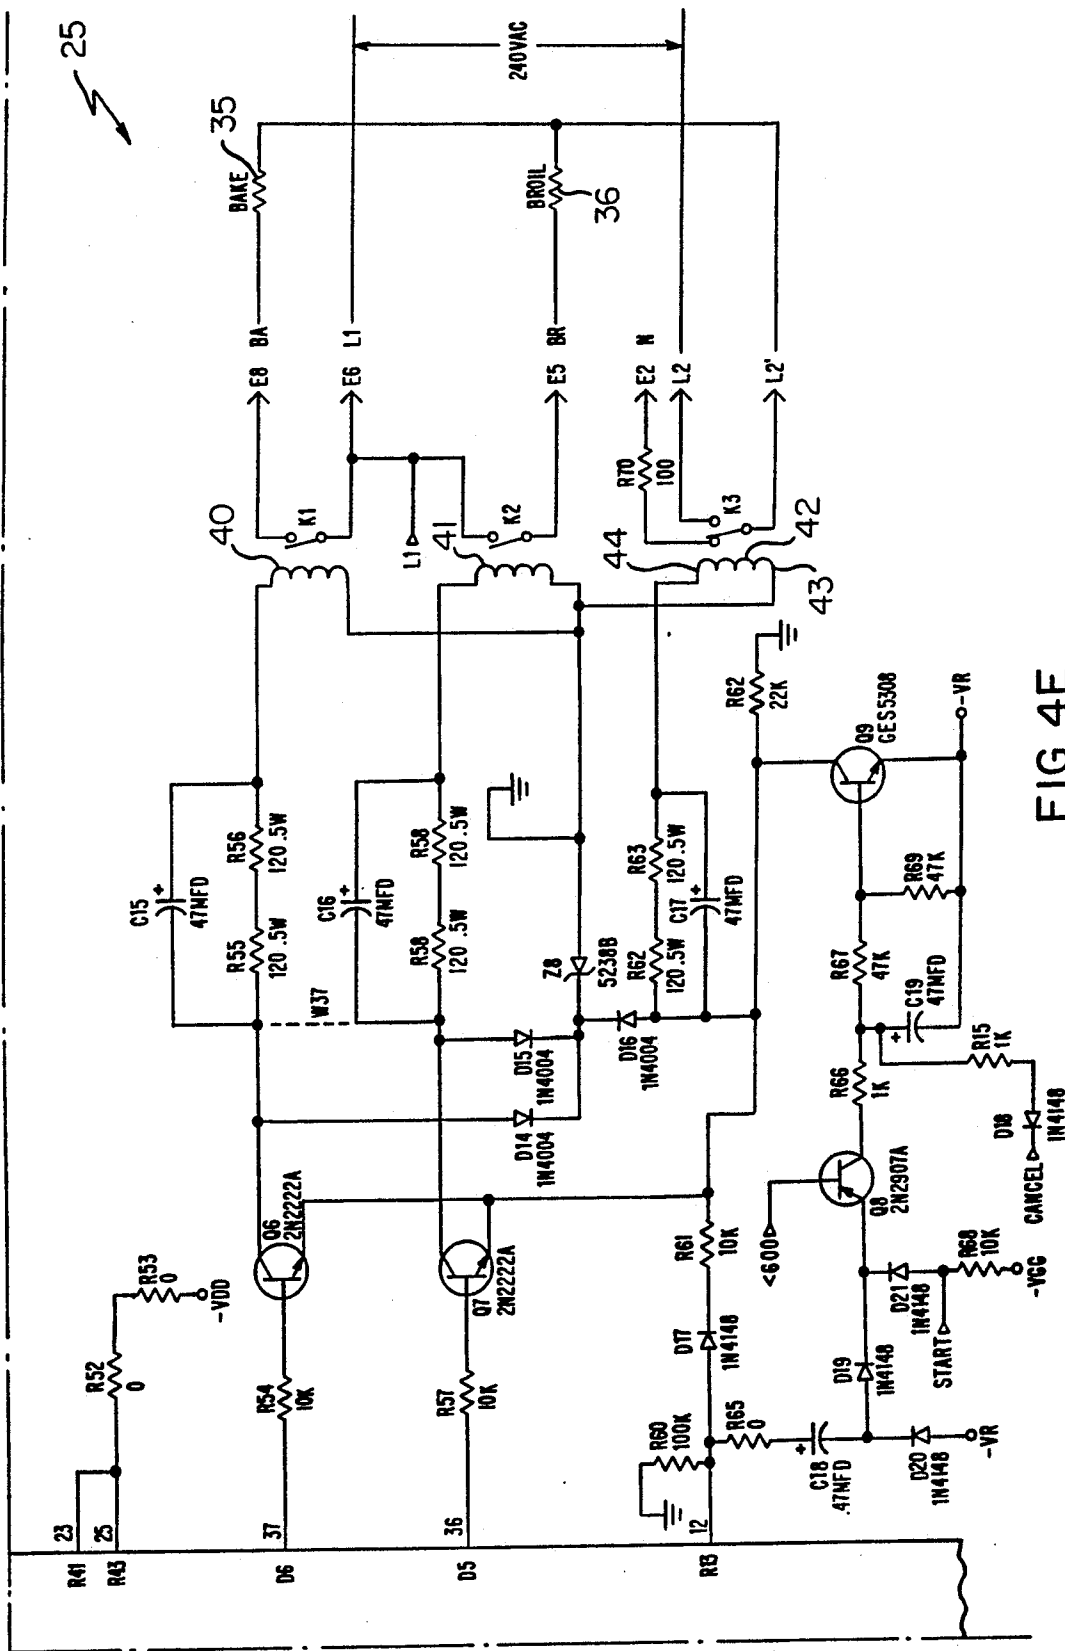 25
35
BAKE
240VAC
BROIL
36
E8 BA
E6 L1
E5 BR
E2 N
L2
L2'
R70
100
40
K1
L1
41
K2
44
K3
42
43
C15 +
47MFD
R55
120 .5W
R56
120 .5W
W37
C16 +
47MFD
R58
120 .5W
R58
120 .5W
Z8
5238B
R62
120.5W
R63
120.5W
C17 +
47MFD
R62
22K
D14
1N4004
D15
1N4004
D16
1N4004
Q6
2N2222A
Q7
2N2222A
R53
0
-VDD
R52
0
R54
10K
R57
10K
R41 23
R43 25
D6 37
D5 36
R13 12
R60
100K
D17
1N4148
R61
10K
R65
0
+
C18
.47MFD
D19
1N4148
D20
1N4148
-VR
<600
Q8
2N2907A
D21
1N4148
START
R68
10K
-VGG
R66
1K
R67
47K
+ C19
47MFD
R69
47K
Q9
GES5308
-VR
R15
1K
D18
1N4148
CANCEL